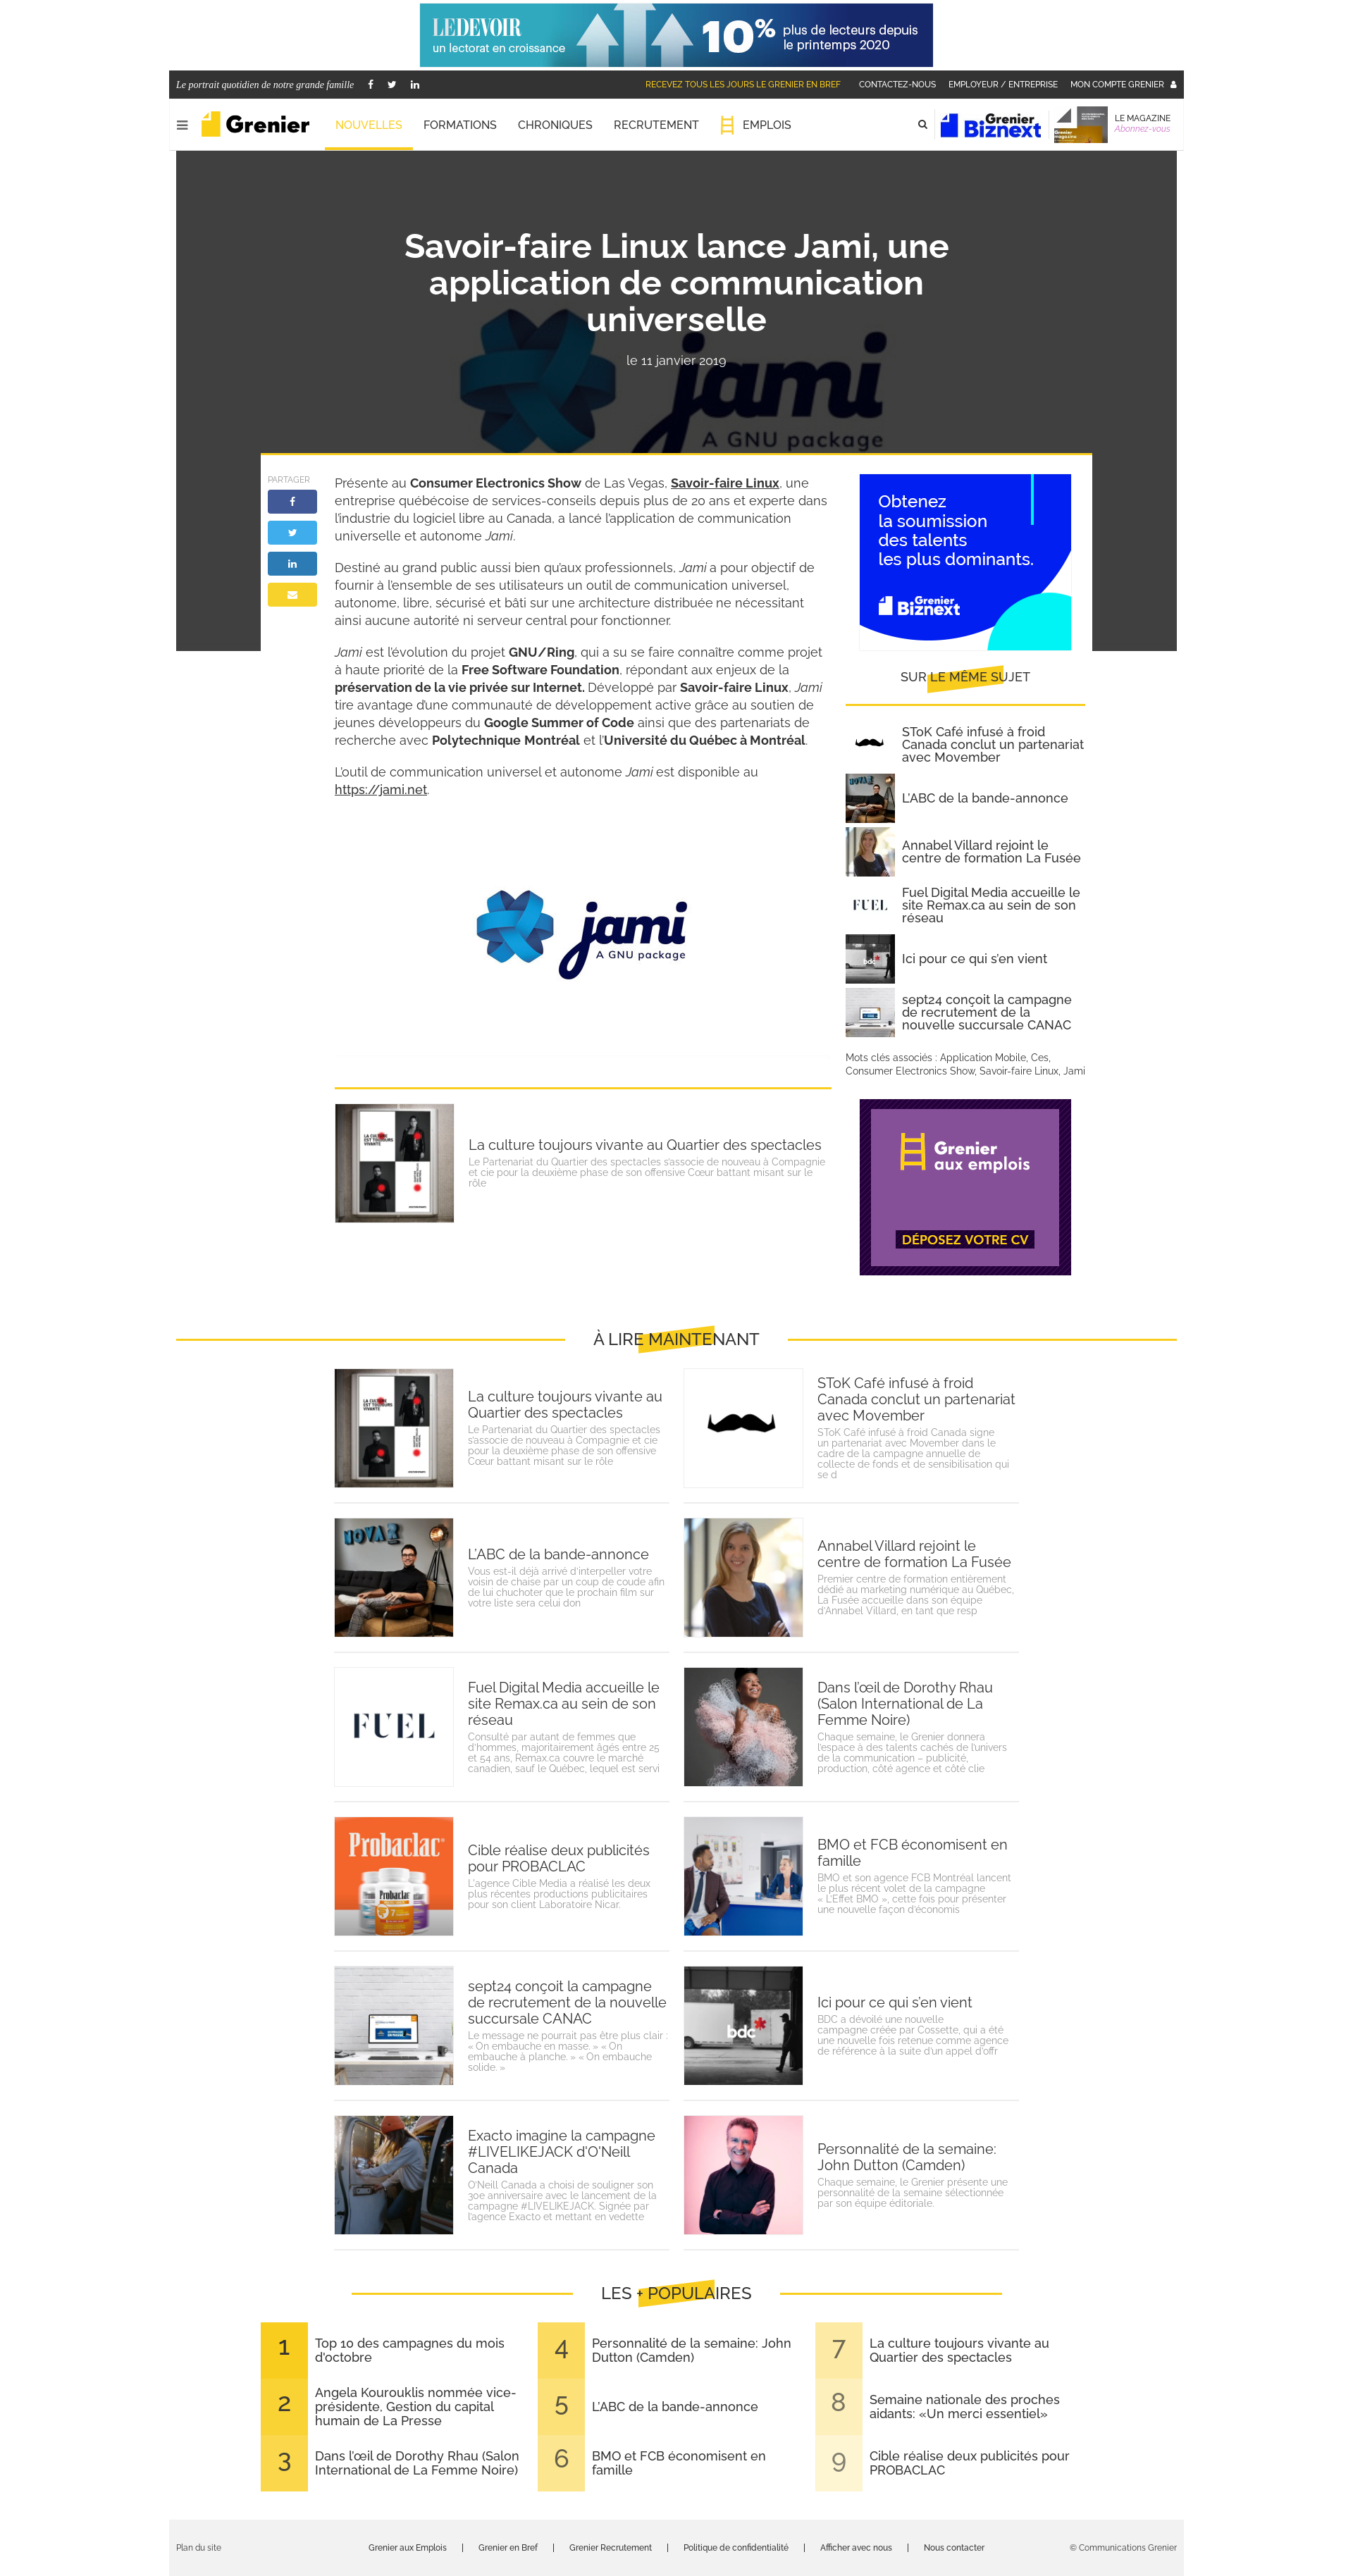 LE DEVOIR
un lectorat en croissance
10%
plus de lecteurs depuis
le printemps 2020
Le portrait quotidien de notre grande famille
RECEVEZ TOUS LES JOURS LE GRENIER EN BREF
CONTACTEZ-NOUS
EMPLOYEUR / ENTREPRISE
MON COMPTE GRENIER
Grenier
NOUVELLES
FORMATIONS
CHRONIQUES
RECRUTEMENT
EMPLOIS
Grenier
Biznext
LE MAGAZINE
Abonnez-vous
Savoir-faire Linux lance Jami, une
application de communication
universelle
le 11 janvier 2019
jami
A GNU package
PARTAGER
Présente au Consumer Electronics Show de Las Vegas, Savoir-faire Linux, une
entreprise québécoise de services-conseils depuis plus de 20 ans et experte dans
l'industrie du logiciel libre au Canada, a lancé l'application de communication
universelle et autonome Jami.
Destiné au grand public aussi bien qu'aux professionnels, Jami a pour objectif de
fournir à l'ensemble de ses utilisateurs un outil de communication universel,
autonome, libre, sécurisé et bâti sur une architecture distribuée ne nécessitant
ainsi aucune autorité ni serveur central pour fonctionner.
Jami est l'évolution du projet GNU/Ring, qui a su se faire connaître comme projet
à haute priorité de la Free Software Foundation, répondant aux enjeux de la
préservation de la vie privée sur Internet. Développé par Savoir-faire Linux, Jami
tire avantage d'une communauté de développement active grâce au soutien de
jeunes développeurs du Google Summer of Code ainsi que des partenariats de
recherche avec Polytechnique Montréal et l'Université du Québec à Montréal.
L'outil de communication universel et autonome Jami est disponible au
https://jami.net.
jami
A GNU package
La culture toujours vivante au Quartier des spectacles
Le Partenariat du Quartier des spectacles s'associe de nouveau à Compagnie
et cie pour la deuxième phase de son offensive Cœur battant misant sur le
rôle
Obtenez
la soumission
des talents
les plus dominants.
Grenier
Biznext
SUR LE MÊME SUJET
SToK Café infusé à froid
Canada conclut un partenariat
avec Movember
L'ABC de la bande-annonce
Annabel Villard rejoint le
centre de formation La Fusée
FUEL
Fuel Digital Media accueille le
site Remax.ca au sein de son
réseau
bdc
Ici pour ce qui s'en vient
sept24 conçoit la campagne
de recrutement de la
nouvelle succursale CANAC
Mots clés associés : Application Mobile, Ces,
Consumer Electronics Show, Savoir-faire Linux, Jami
Grenier
aux emplois
DÉPOSEZ VOTRE CV
À LIRE MAINTENANT
La culture toujours vivante au
Quartier des spectacles
Le Partenariat du Quartier des spectacles
s'associe de nouveau à Compagnie et cie
pour la deuxième phase de son offensive
Cœur battant misant sur le rôle
SToK Café infusé à froid
Canada conclut un partenariat
avec Movember
SToK Café infusé à froid Canada signe
un partenariat avec Movember dans le
cadre de la campagne annuelle de
collecte de fonds et de sensibilisation qui
se d
L'ABC de la bande-annonce
Vous est-il déjà arrivé d'interpeller votre
voisin de chaise par un coup de coude afin
de lui chuchoter que le prochain film sur
votre liste sera celui don
Annabel Villard rejoint le
centre de formation La Fusée
Premier centre de formation entièrement
dédié au marketing numérique au Québec,
La Fusée accueille dans son équipe
d'Annabel Villard, en tant que resp
FUEL
Fuel Digital Media accueille le
site Remax.ca au sein de son
réseau
Consulté par autant de femmes que
d'hommes, majoritairement âgés entre 25
et 54 ans, Remax.ca couvre le marché
canadien, sauf le Québec, lequel est servi
Dans l'œil de Dorothy Rhau
(Salon International de La
Femme Noire)
Chaque semaine, le Grenier donnera
l'espace à des talents cachés de l'univers
de la communication – publicité,
production, côté agence et côté clie
Probaclac
Cible réalise deux publicités
pour PROBACLAC
L'agence Cible Media a réalisé les deux
plus récentes productions publicitaires
pour son client Laboratoire Nicar.
BMO et FCB économisent en
famille
BMO et son agence FCB Montréal lancent
le plus récent volet de la campagne
« L'Effet BMO », cette fois pour présenter
une nouvelle façon d'économis
sept24 conçoit la campagne
de recrutement de la nouvelle
succursale CANAC
Le message ne pourrait pas être plus clair :
« On embauche en masse. » « On
embauche à planche. » « On embauche
solide. »
bdc
Ici pour ce qui s'en vient
BDC a dévoilé une nouvelle
campagne créée par Cossette, qui a été
une nouvelle fois retenue comme agence
de référence à la suite d'un appel d'offr
Exacto imagine la campagne
#LIVELIKEJACK d'O'Neill
Canada
O'Neill Canada a choisi de souligner son
30e anniversaire avec le lancement de la
campagne #LIVELIKEJACK. Signée par
l'agence Exacto et mettant en vedette
Personnalité de la semaine:
John Dutton (Camden)
Chaque semaine, le Grenier présente une
personnalité de la semaine sélectionnée
par son équipe éditoriale.
LES + POPULAIRES
1
Top 10 des campagnes du mois
d'octobre
2
Angela Kourouklis nommée vice-
présidente, Gestion du capital
humain de La Presse
3
Dans l'œil de Dorothy Rhau (Salon
International de La Femme Noire)
4
Personnalité de la semaine: John
Dutton (Camden)
5
L'ABC de la bande-annonce
6
BMO et FCB économisent en
famille
7
La culture toujours vivante au
Quartier des spectacles
8
Semaine nationale des proches
aidants: «Un merci essentiel»
9
Cible réalise deux publicités pour
PROBACLAC
Plan du site
Grenier aux Emplois | Grenier en Bref | Grenier Recrutement | Politique de confidentialité | Afficher avec nous | Nous contacter
© Communications Grenier